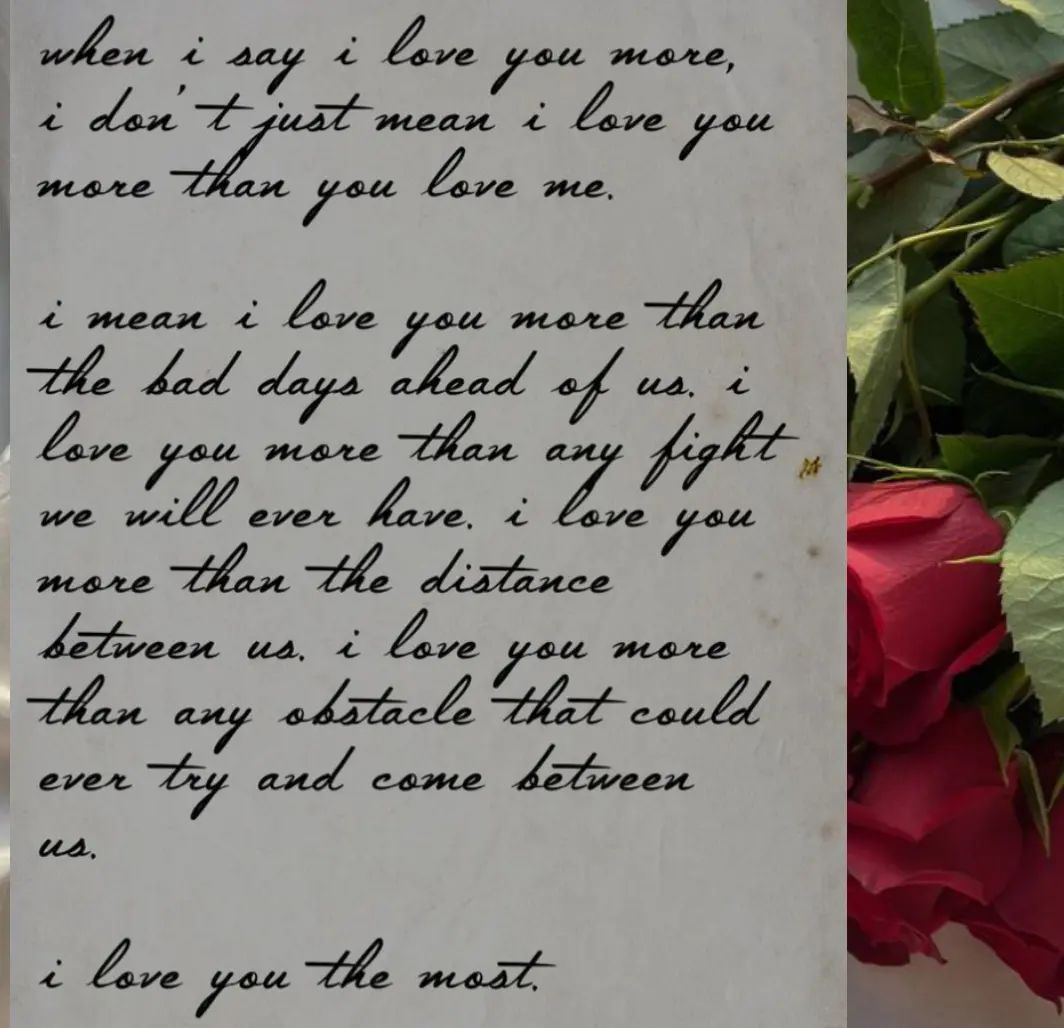 when i say i love you more,
i don't just mean i love you
more than you love me.
i mean i love you more than
the bad days ahead of us. i
love you more than any fight
we will ever have. i love you
more than the distance
between us. i love you more
than any obstacle that could
ever try and come between
us.
i love you the most.